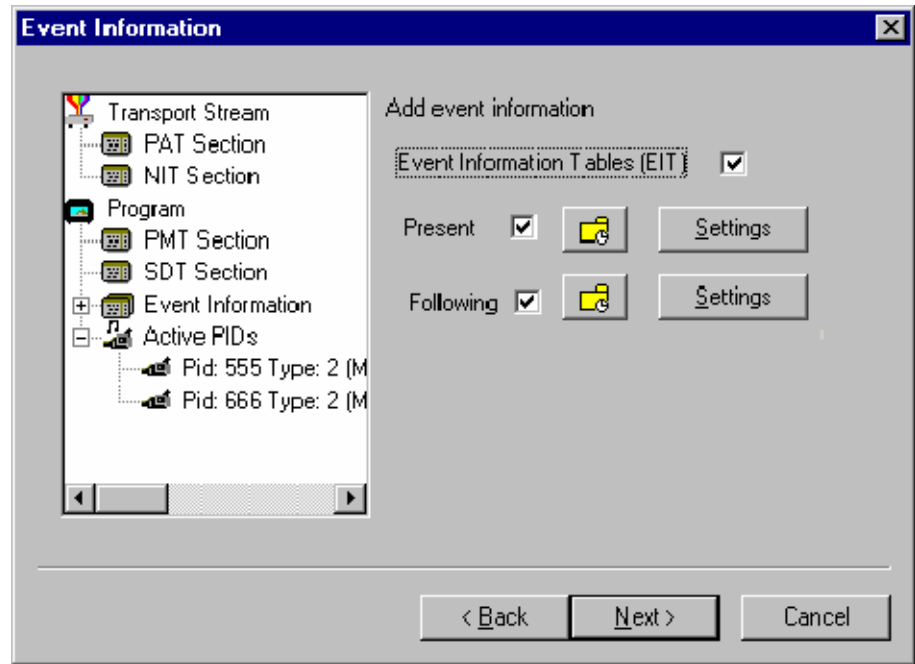 Event Information
Transport Stream
PAT Section
NIT Section
Program
PMT Section
SDT Section
Event Information
Active PIDs
Pid: 555 Type: 2 (M
Pid: 666 Type: 2 (M
Add event information
Event Information Tables (EIT)
Present
Settings
Following
Settings
< Back
Next >
Cancel